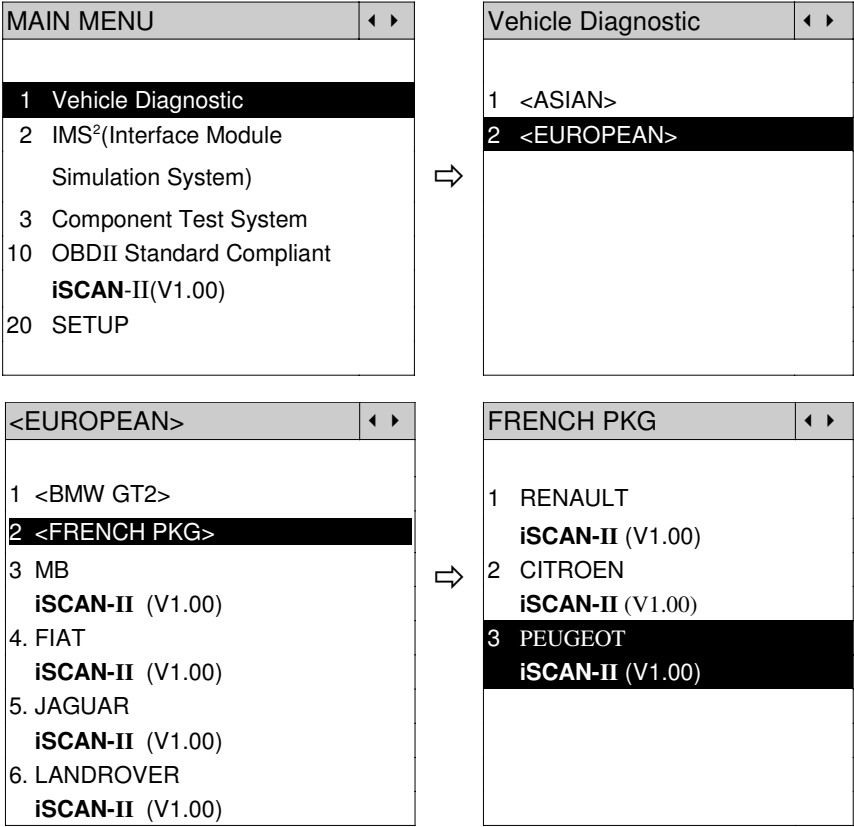 MAIN MENU
1 Vehicle Diagnostic
2 IMS²(Interface Module
Simulation System)
3 Component Test System
10 OBDII Standard Compliant
iSCAN-II(V1.00)
20 SETUP
Vehicle Diagnostic
1 <ASIAN>
2 <EUROPEAN>
<EUROPEAN>
1 <BMW GT2>
2 <FRENCH PKG>
3 MB
iSCAN-II (V1.00)
4. FIAT
iSCAN-II (V1.00)
5. JAGUAR
iSCAN-II (V1.00)
6. LANDROVER
iSCAN-II (V1.00)
FRENCH PKG
1 RENAULT
iSCAN-II (V1.00)
2 CITROEN
iSCAN-II (V1.00)
3 PEUGEOT
iSCAN-II (V1.00)